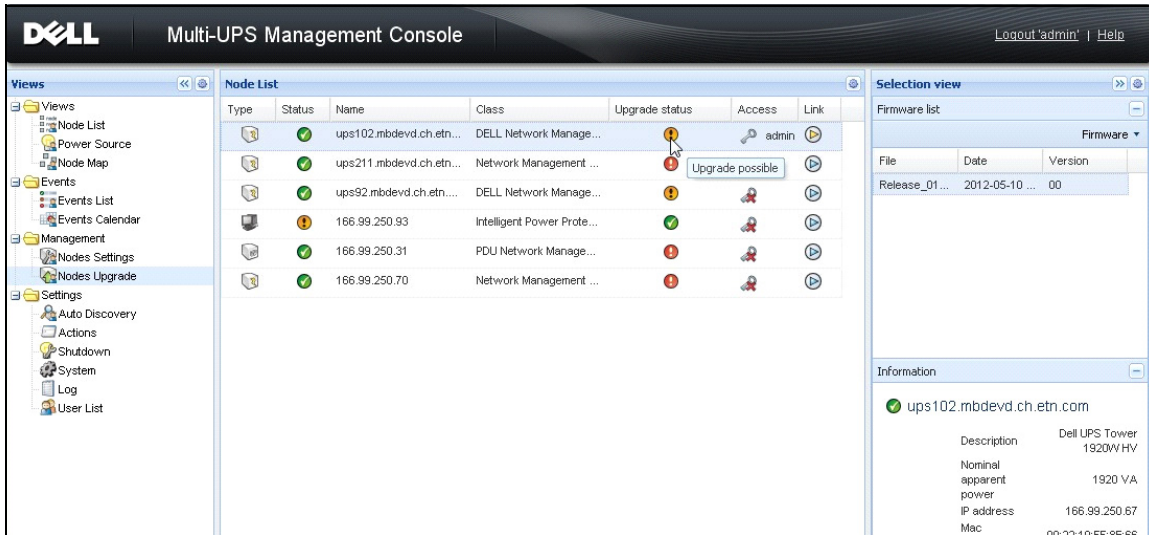 DELL
Multi-UPS Management Console
Logout 'admin' | Help
Views
Views
Node List
Power Source
Node Map
Events
Events List
Events Calendar
Management
Nodes Settings
Nodes Upgrade
Settings
Auto Discovery
Actions
Shutdown
System
Log
User List
Node List
Type Status Name Class Upgrade status Access Link
ups102.mbdevd.ch.etn... DELL Network Manage... admin
ups211.mbdevd.ch.etn... Network Management ...
Upgrade possible
ups92.mbdevd.ch.etn.... DELL Network Manage...
166.99.250.93 Intelligent Power Prote...
166.99.250.31 PDU Network Manage...
166.99.250.70 Network Management ...
Selection view
Firmware list
Firmware
File Date Version
Release_01... 2012-05-10 ... 00
Information
ups102.mbdevd.ch.etn.com
Description Dell UPS Tower
1920W HV
Nominal
apparent 1920 VA
power
IP address 166.99.250.67
Mac